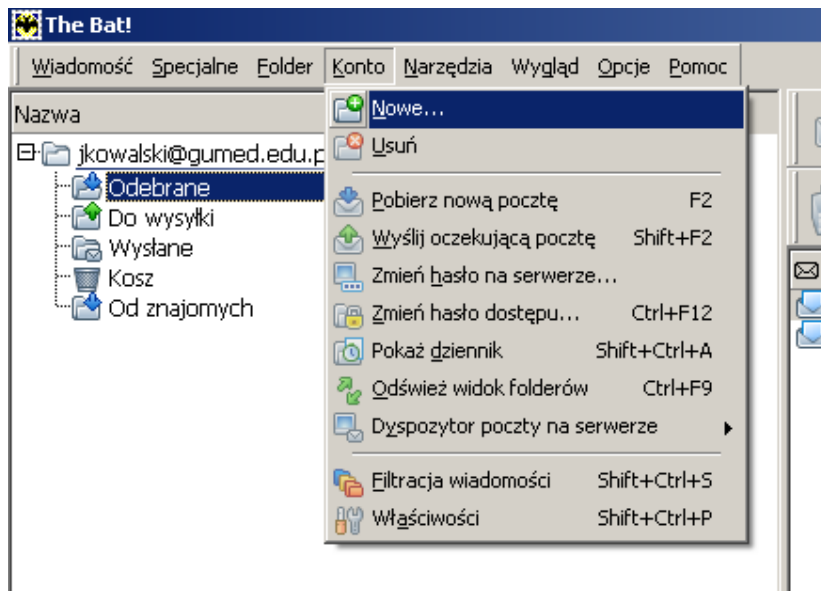 The Bat!
Wiadomość Specjalne Folder Konto Narzędzia Wygląd Opcje Pomoc
Nazwa
jkowalski@gumed.edu.p
Odebrane
Do wysyłki
Wysłane
Kosz
Od znajomych
Nowe...
Usuń
Pobierz nową pocztę F2
Wyślij oczekującą pocztę Shift+F2
Zmień hasło na serwerze...
Zmień hasło dostępu... Ctrl+F12
Pokaż dziennik Shift+Ctrl+A
Odśwież widok folderów Ctrl+F9
Dyspozytor poczty na serwerze
Filtracja wiadomości Shift+Ctrl+S
Właściwości Shift+Ctrl+P